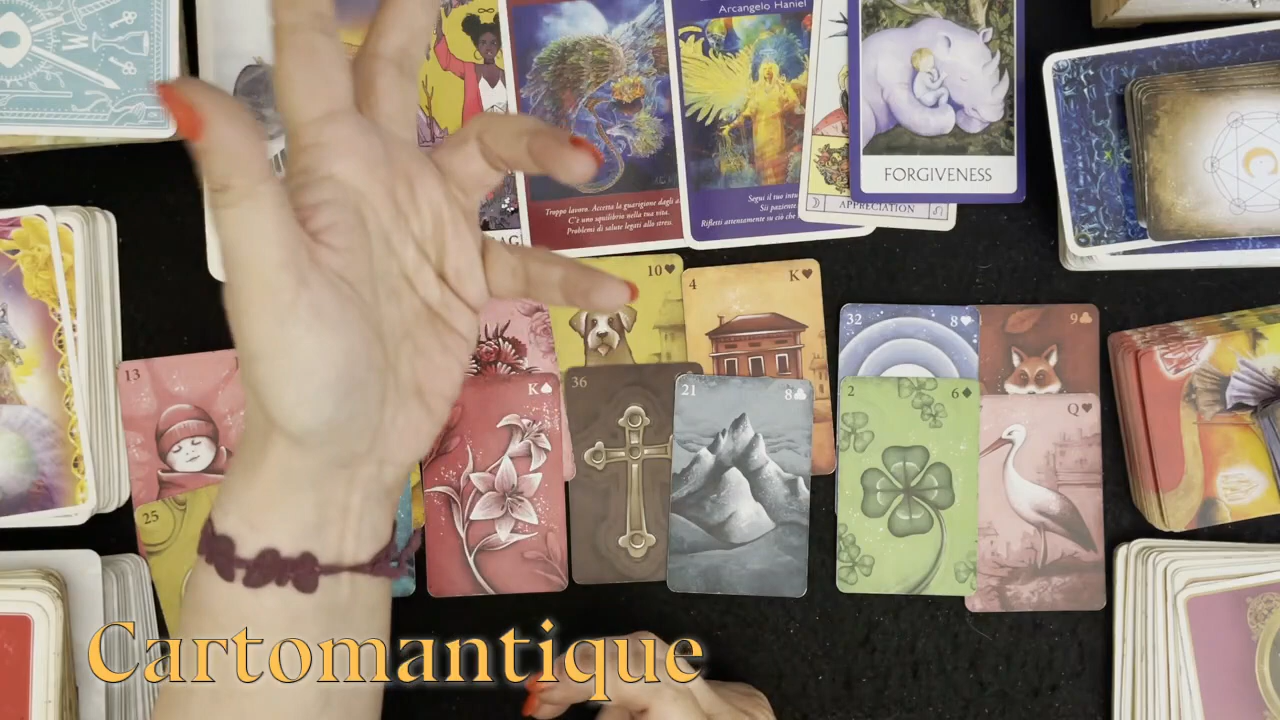 W
Arcangelo Haniel
FORGIVENESS
APPRECIATION
Troppo lavoro. Accetta la guarigione dagli
C'è uno squilibrio nella tua vita.
Problemi di salute legati allo stress.
Segui il tuo
Sii
Rifletti attentamente su ciò che
10
4 K
32 8
9
13
K
36
21 8
2 6
Q
25
Cartomantique